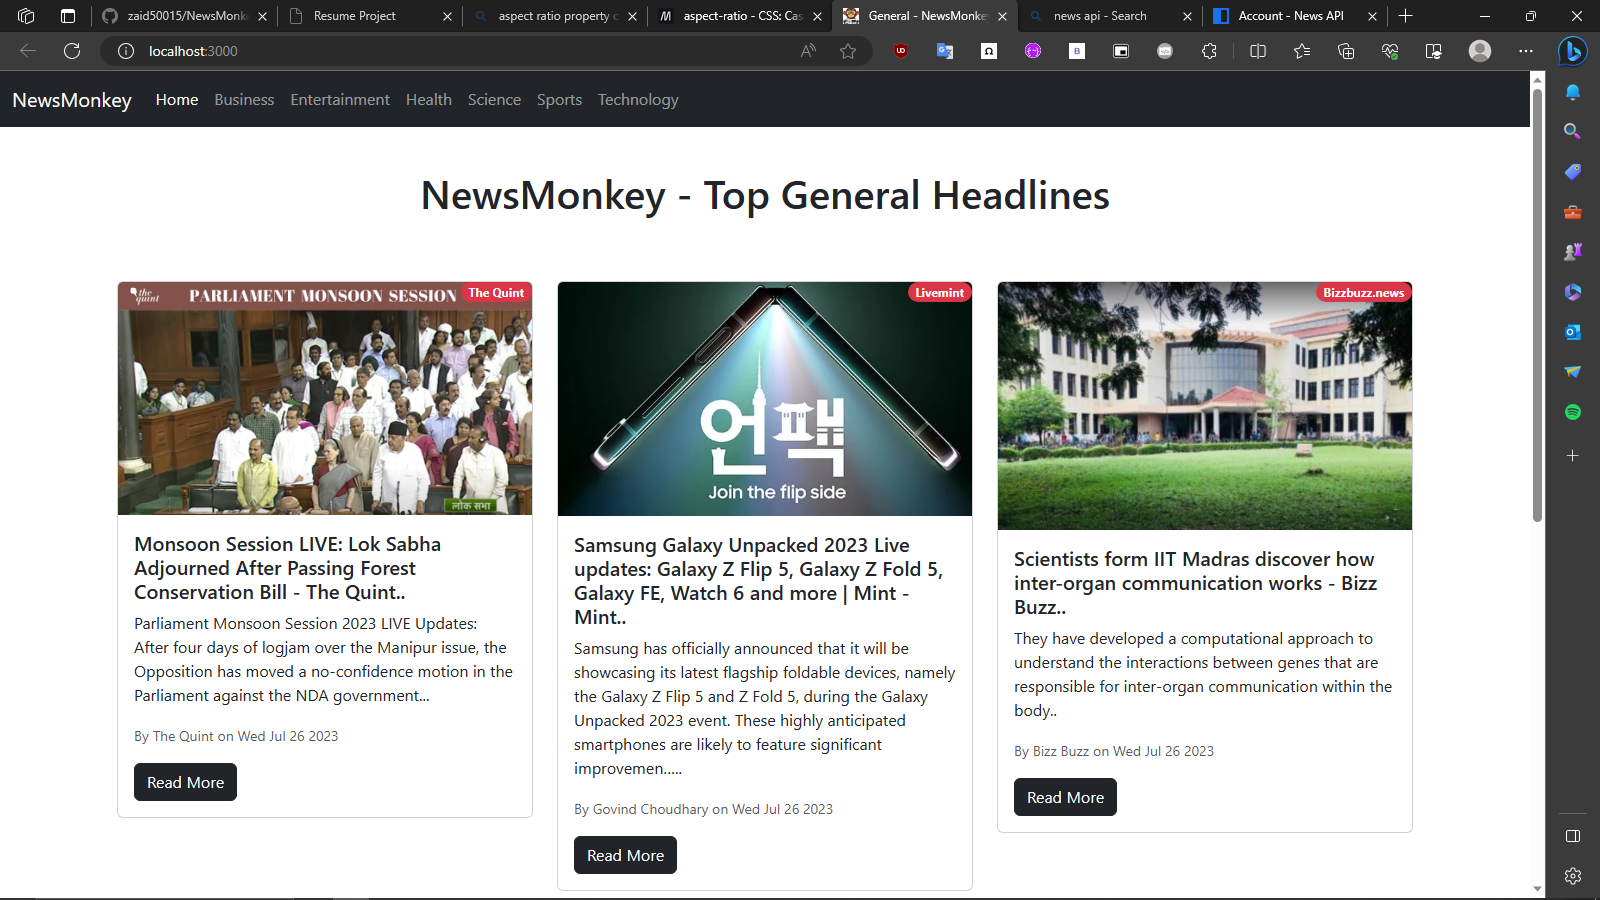 zaid50015/NewsMonke
Resume Project
aspect ratio property c
aspect-ratio - CSS: Cas
General - NewsMonkey
news api - Search
Account - News API
localhost:3000
NewsMonkey Home Business Entertainment Health Science Sports Technology
NewsMonkey - Top General Headlines
the quint
PARLIAMENT MONSOON SESSION
The Quint
लोक सभा
Monsoon Session LIVE: Lok Sabha
Adjourned After Passing Forest
Conservation Bill - The Quint..
Parliament Monsoon Session 2023 LIVE Updates:
After four days of logjam over the Manipur issue, the
Opposition has moved a no-confidence motion in the
Parliament against the NDA government...
By The Quint on Wed Jul 26 2023
Read More
Livemint
언팩
Join the flip side
Samsung Galaxy Unpacked 2023 Live
updates: Galaxy Z Flip 5, Galaxy Z Fold 5,
Galaxy FE, Watch 6 and more | Mint -
Mint..
Samsung has officially announced that it will be
showcasing its latest flagship foldable devices, namely
the Galaxy Z Flip 5 and Z Fold 5, during the Galaxy
Unpacked 2023 event. These highly anticipated
smartphones are likely to feature significant
improvemen.....
By Govind Choudhary on Wed Jul 26 2023
Read More
Bizzbuzz.news
Scientists form IIT Madras discover how
inter-organ communication works - Bizz
Buzz..
They have developed a computational approach to
understand the interactions between genes that are
responsible for inter-organ communication within the
body..
By Bizz Buzz on Wed Jul 26 2023
Read More